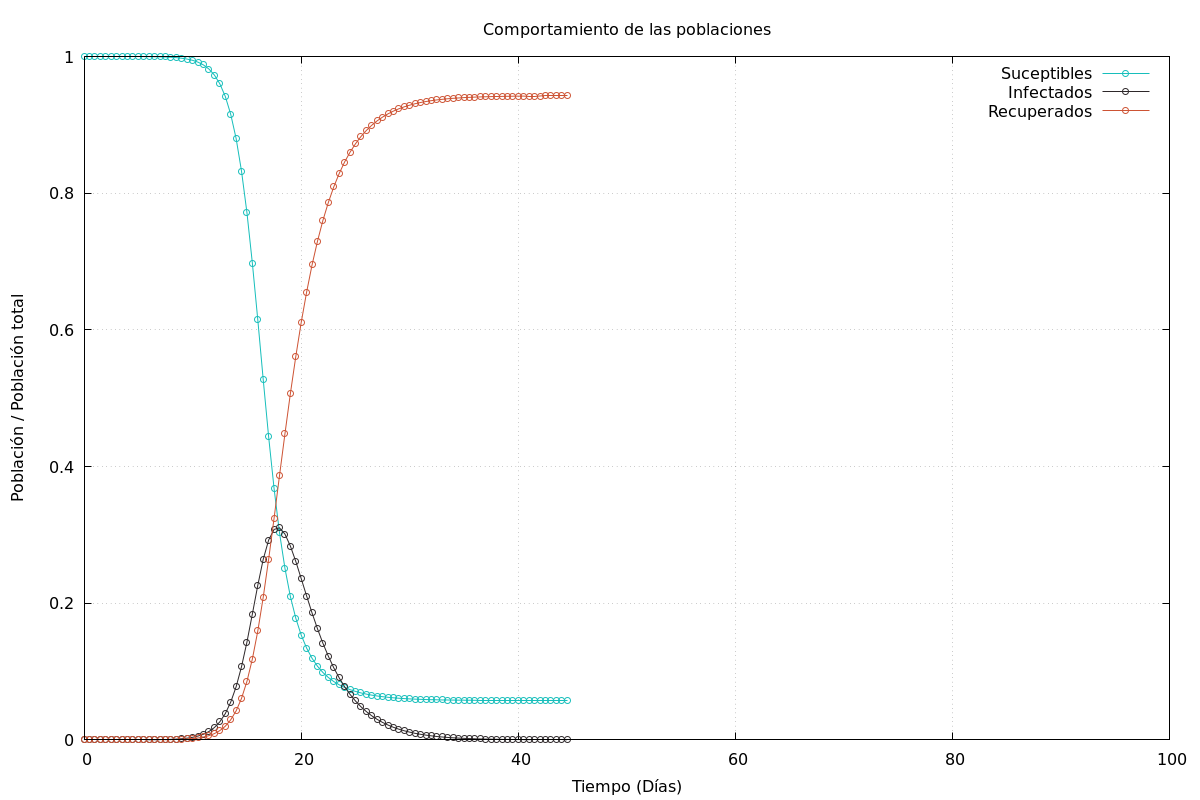 Comportamiento de las poblaciones
Suceptibles
Infectados
Recuperados
1
0.8
0.6
0.4
0.2
0
Población / Población total
0 20 40 60 80 100
Tiempo (Días)